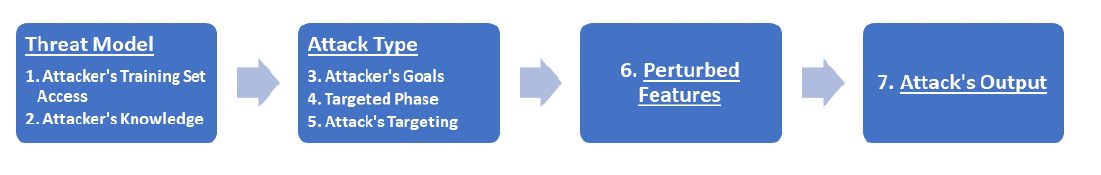 Threat Model
1. Attacker's Training Set
Access
2. Attacker's Knowledge
Attack Type
3. Attacker's Goals
4. Targeted Phase
5. Attack's Targeting
6. Perturbed
Features
7. Attack's Output